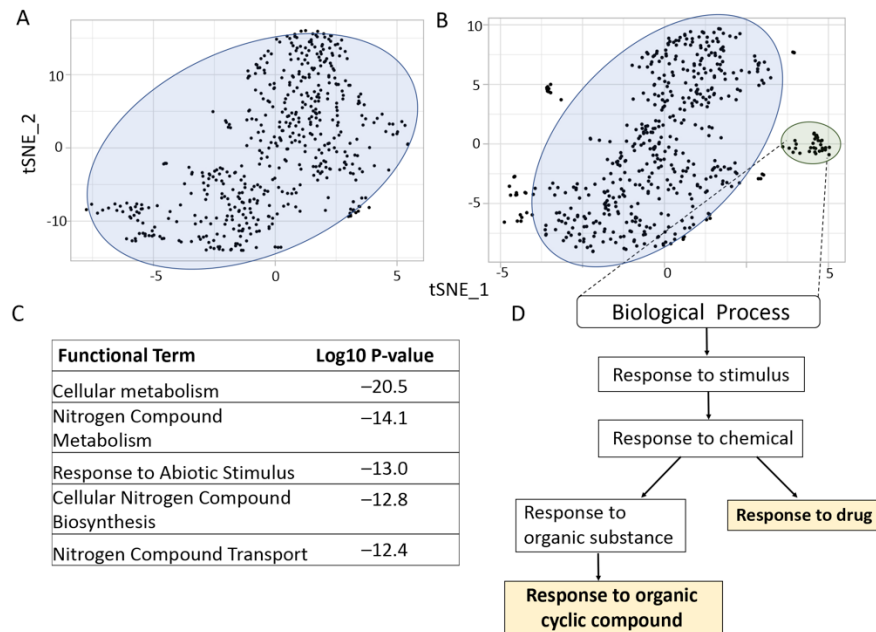 A
B
10
0
-10
tSNE_2
-5
0
5
10
5
0
-5
-5
0
5
tSNE_1
C
Functional Term Log10 P-value
Cellular metabolism −20.5
Nitrogen Compound
Metabolism
−14.1
Response to Abiotic Stimulus −13.0
Cellular Nitrogen Compound
Biosynthesis
−12.8
Nitrogen Compound Transport −12.4
D
Biological Process
Response to stimulus
Response to chemical
Response to
organic substance
Response to drug
Response to organic
cyclic compound